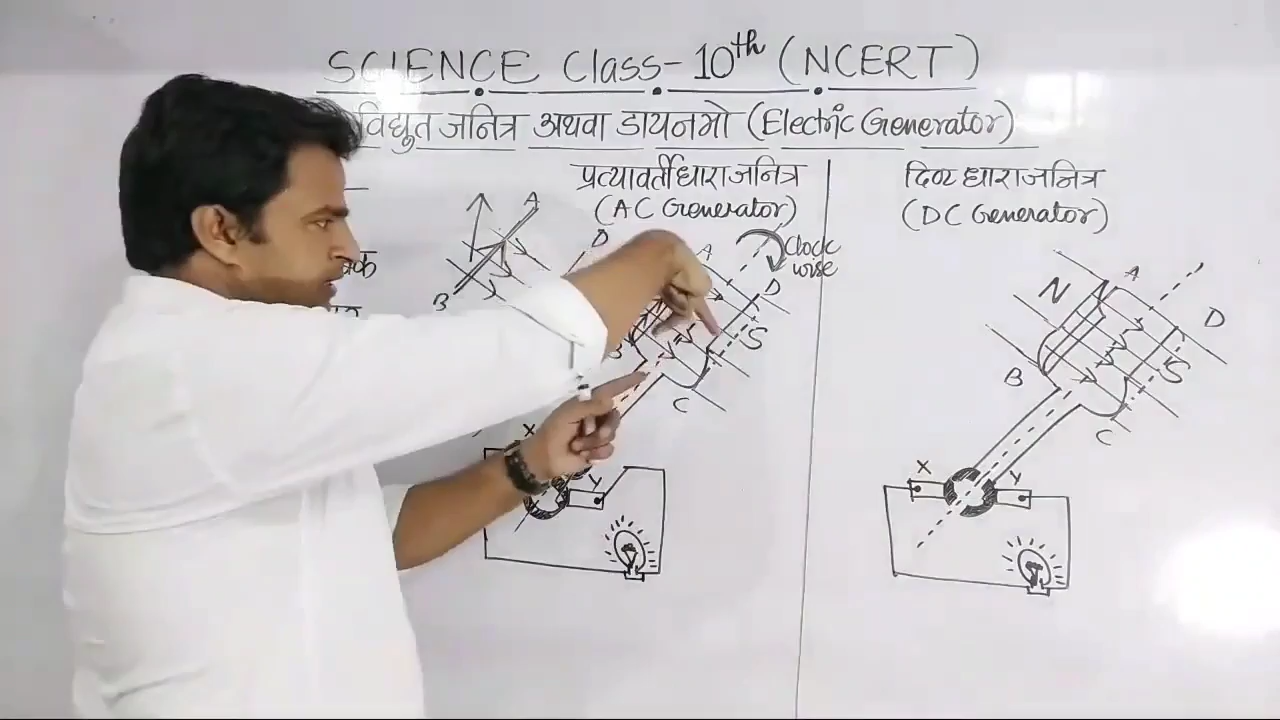 SCIENCE Class-10th (NCERT)
विद्युत जनित्र अथवा डायनमो (Electric Generator)
प्रत्यावर्ती धारा जनित्र
(AC Generator)
दिष्ट धारा जनित्र
(DC Generator)
A
B
D
A
Clock
wise
D
S
B
C
X
Y
N
A
D
B
S
C
X
Y